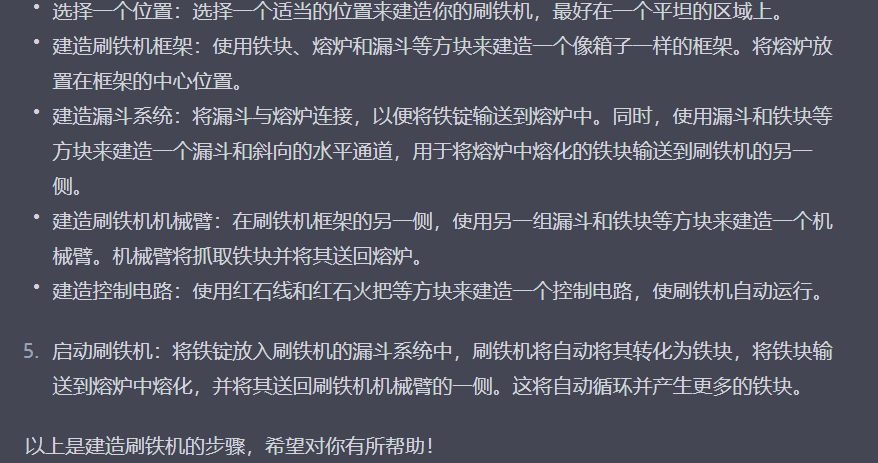 • 选择一个位置：选择一个适当的位置来建造你的刷铁机，最好在一个平坦的区域上。
• 建造刷铁机框架：使用铁块、熔炉和漏斗等方块来建造一个像箱子一样的框架。将熔炉放
置在框架的中心位置。
• 建造漏斗系统：将漏斗与熔炉连接，以便将铁锭输送到熔炉中。同时，使用漏斗和铁块等
方块来建造一个漏斗和斜向的水平通道，用于将熔炉中熔化的铁块输送到刷铁机的另一
侧。
• 建造刷铁机机械臂：在刷铁机框架的另一侧，使用另一组漏斗和铁块等方块来建造一个机
械臂。机械臂将抓取铁块并将其送回熔炉。
• 建造控制电路：使用红石线和红石火把等方块来建造一个控制电路，使刷铁机自动运行。
5. 启动刷铁机：将铁锭放入刷铁机的漏斗系统中，刷铁机将自动将其转化为铁块，将铁块输
送到熔炉中熔化，并将其送回刷铁机机械臂的一侧。这将自动循环并产生更多的铁块。
以上是建造刷铁机的步骤，希望对你有所帮助！